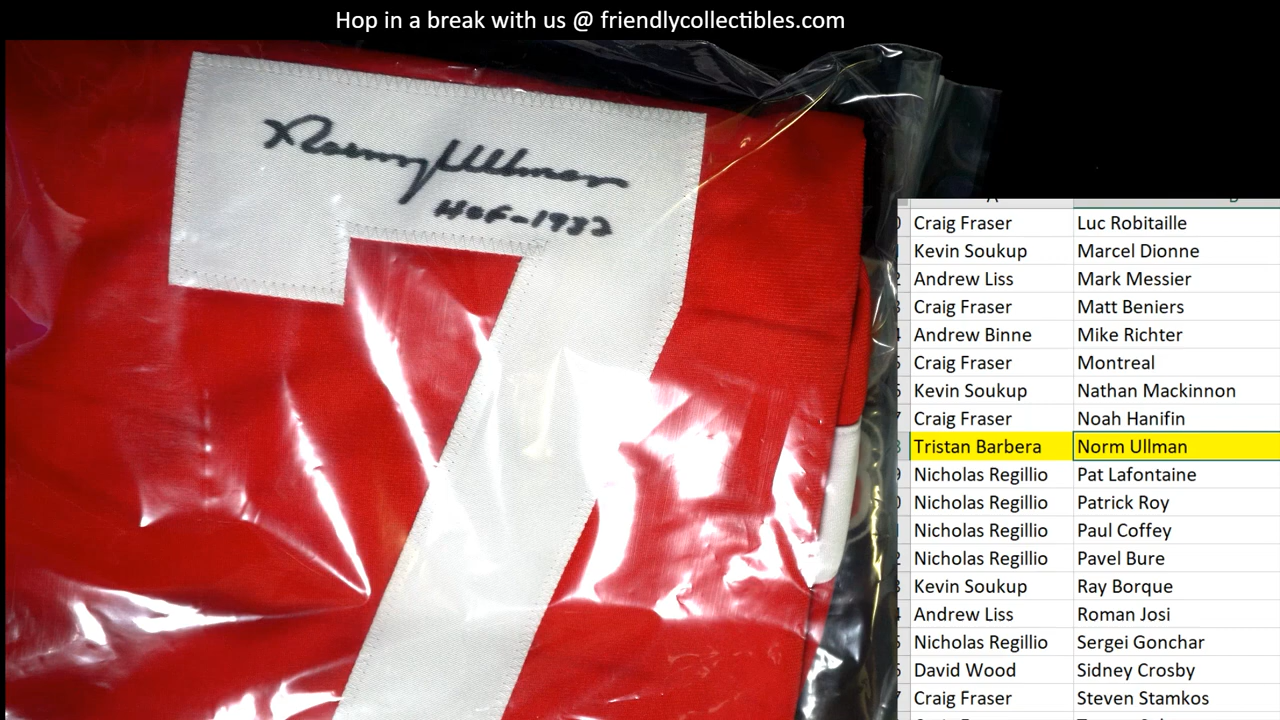 Hop in a break with us @ friendlycollectibles.com
Norm Ullman
HOF-1982
7
Craig Fraser Luc Robitaille
Kevin Soukup Marcel Dionne
Andrew Liss Mark Messier
Craig Fraser Matt Beniers
Andrew Binne Mike Richter
Craig Fraser Montreal
Kevin Soukup Nathan Mackinnon
Craig Fraser Noah Hanifin
Tristan Barbera Norm Ullman
Nicholas Regillio Pat Lafontaine
Nicholas Regillio Patrick Roy
Nicholas Regillio Paul Coffey
Nicholas Regillio Pavel Bure
Kevin Soukup Ray Borque
Andrew Liss Roman Josi
Nicholas Regillio Sergei Gonchar
David Wood Sidney Crosby
Craig Fraser Steven Stamkos